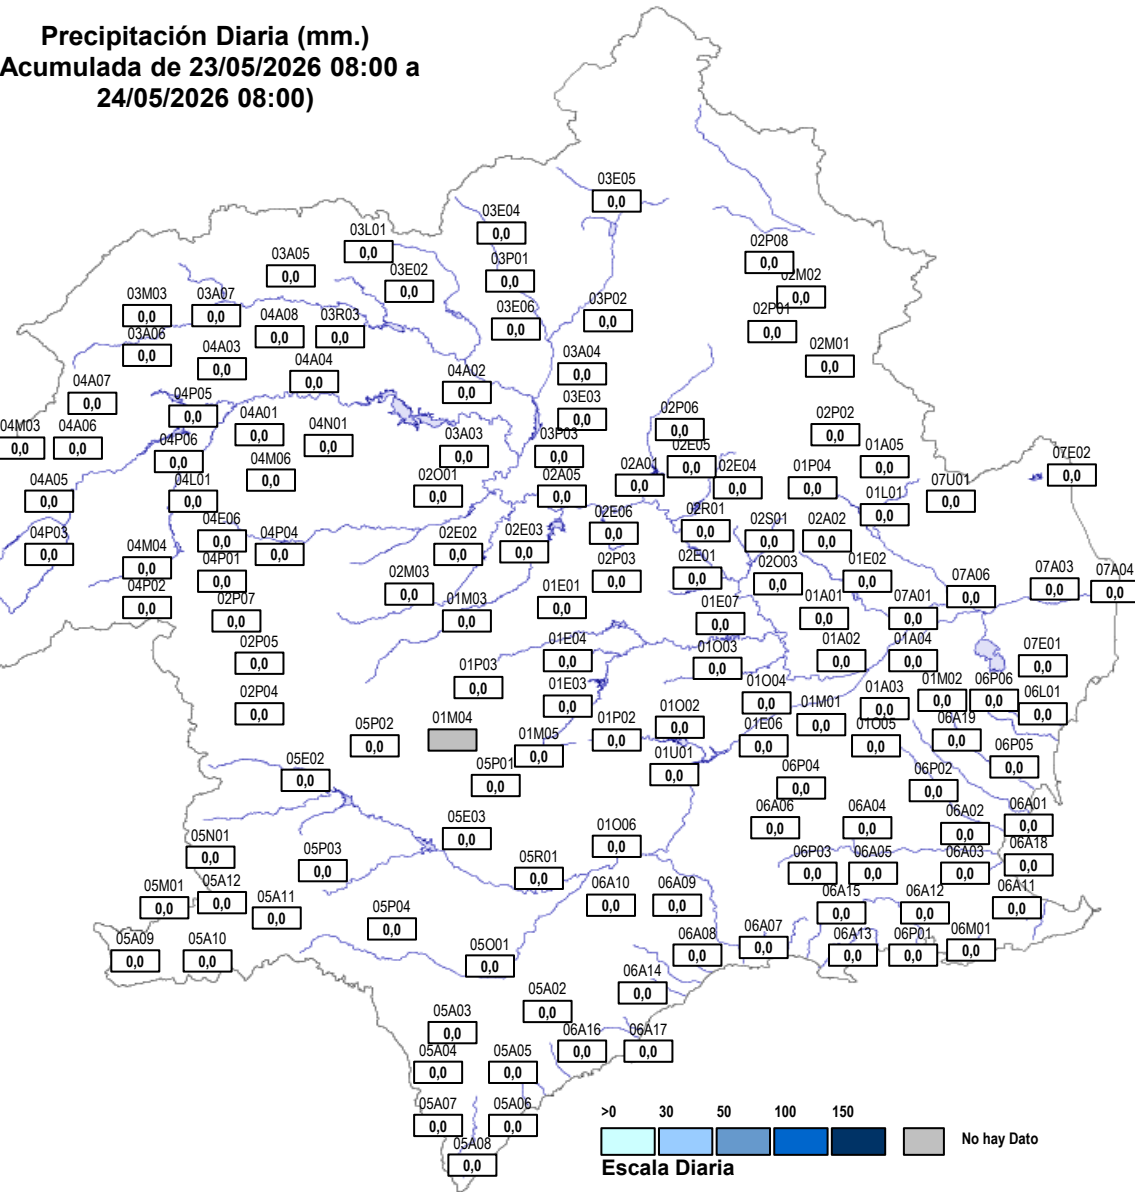 Precipitación Diaria (mm.)
Acumulada de 23/05/2026 08:00 a
24/05/2026 08:00)
03E05
0,0
03E04
0,0
03L01
0,0
02P08
0,0
03A05
0,0
03P01
0,0
03E02
0,0
02M02
0,0
03M03
0,0
03A07
0,0
03P02
0,0
03E06
0,0
02P01
0,0
04A08
0,0
03R03
0,0
03A06
0,0
04A03
0,0
03A04
0,0
02M01
0,0
04A04
0,0
04A02
0,0
04A07
0,0
04P05
0,0
03E03
0,0
02P06
0,0
02P02
0,0
04M03
0,0
04A06
0,0
04A01
0,0
04N01
0,0
03A03
0,0
03P03
0,0
04P06
0,0
02E05
0,0
01A05
0,0
07E02
0,0
04M06
0,0
02A01
0,0
02E04
0,0
01P04
0,0
04A05
0,0
04L01
0,0
02O01
0,0
02A05
0,0
07U01
0,0
01L01
0,0
04E06
0,0
02E06
0,0
02R01
0,0
02S01
0,0
02A02
0,0
04P03
0,0
04P04
0,0
02E02
0,0
02E03
0,0
04M04
0,0
04P01
0,0
02P03
0,0
02E01
0,0
02O03
0,0
01E02
0,0
02M03
0,0
07A06
0,0
07A03
0,0
07A04
0,0
04P02
0,0
02P07
0,0
01M03
0,0
01E01
0,0
01E07
0,0
01A01
0,0
07A01
0,0
02P05
0,0
01E04
0,0
01O03
0,0
01A02
0,0
01A04
0,0
07E01
0,0
01P03
0,0
02P04
0,0
01E03
0,0
01O04
0,0
01A03
0,0
01M02
0,0
06P06
0,0
06L01
0,0
01O02
0,0
01M01
0,0
05P02
0,0
01M04
01M05
0,0
01P02
0,0
01E06
0,0
01O05
0,0
06A19
0,0
05E02
0,0
05P01
0,0
01U01
0,0
06P04
0,0
06P02
0,0
06P05
0,0
05E03
0,0
01O06
0,0
06A06
0,0
06A04
0,0
06A02
0,0
06A01
0,0
05N01
0,0
05P03
0,0
05R01
0,0
06P03
0,0
06A05
0,0
06A03
0,0
06A18
0,0
05M01
0,0
05A12
0,0
05A11
0,0
06A10
0,0
06A09
0,0
06A15
0,0
06A12
0,0
06A11
0,0
05P04
0,0
05A09
0,0
05A10
0,0
05O01
0,0
06A08
0,0
06A07
0,0
06A13
0,0
06P01
0,0
06M01
0,0
06A14
0,0
05A02
0,0
05A03
0,0
06A16
0,0
06A17
0,0
05A04
0,0
05A05
0,0
05A07
0,0
05A06
0,0
05A08
0,0
>0 30 50 100 150
No hay Dato
Escala Diaria